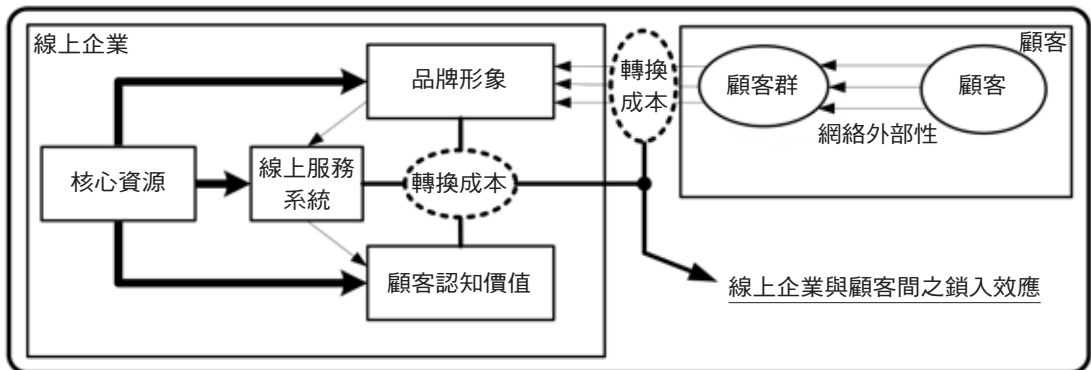 線上企業
品牌形象
核心資源
線上服務
系統
轉換成本
顧客認知價值
轉換
成本
顧客
顧客群
顧客
網絡外部性
線上企業與顧客間之鎖入效應